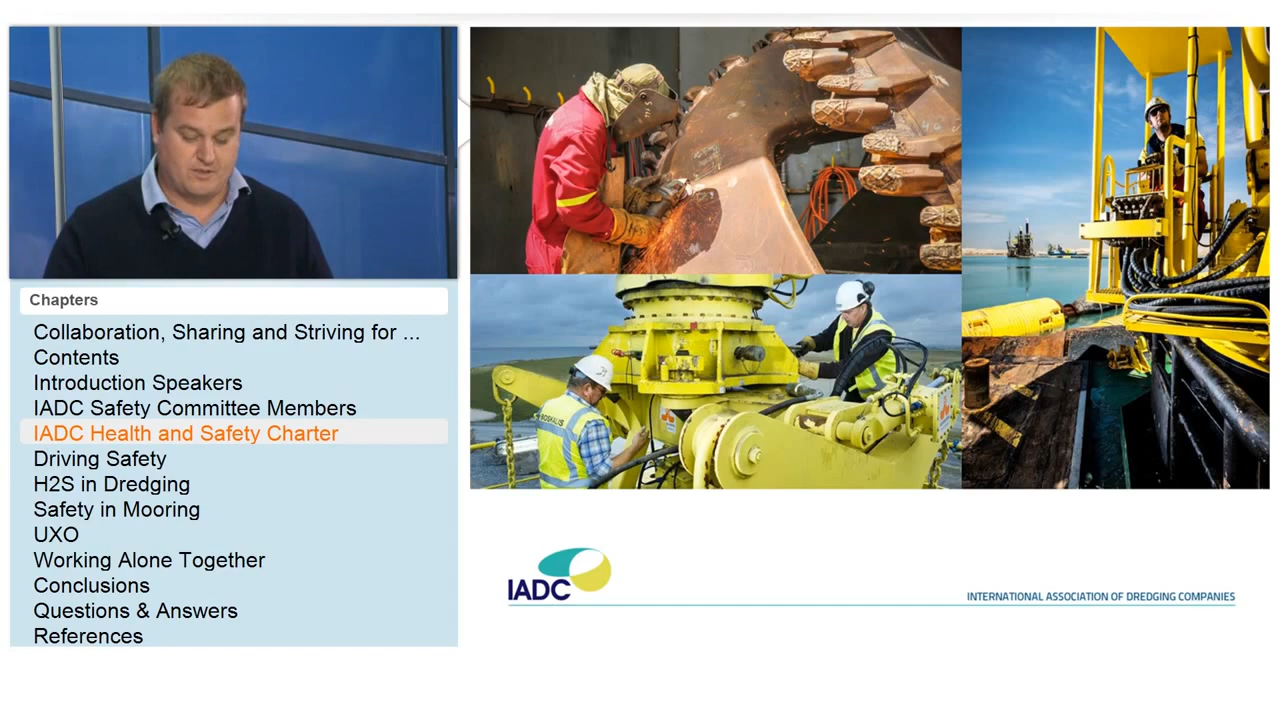 Chapters
Collaboration, Sharing and Striving for ...
Contents
Introduction Speakers
IADC Safety Committee Members
IADC Health and Safety Charter
Driving Safety
H2S in Dredging
Safety in Mooring
UXO
Working Alone Together
Conclusions
Questions & Answers
References
BOSKALIS
IADC
INTERNATIONAL ASSOCIATION OF DREDGING COMPANIES